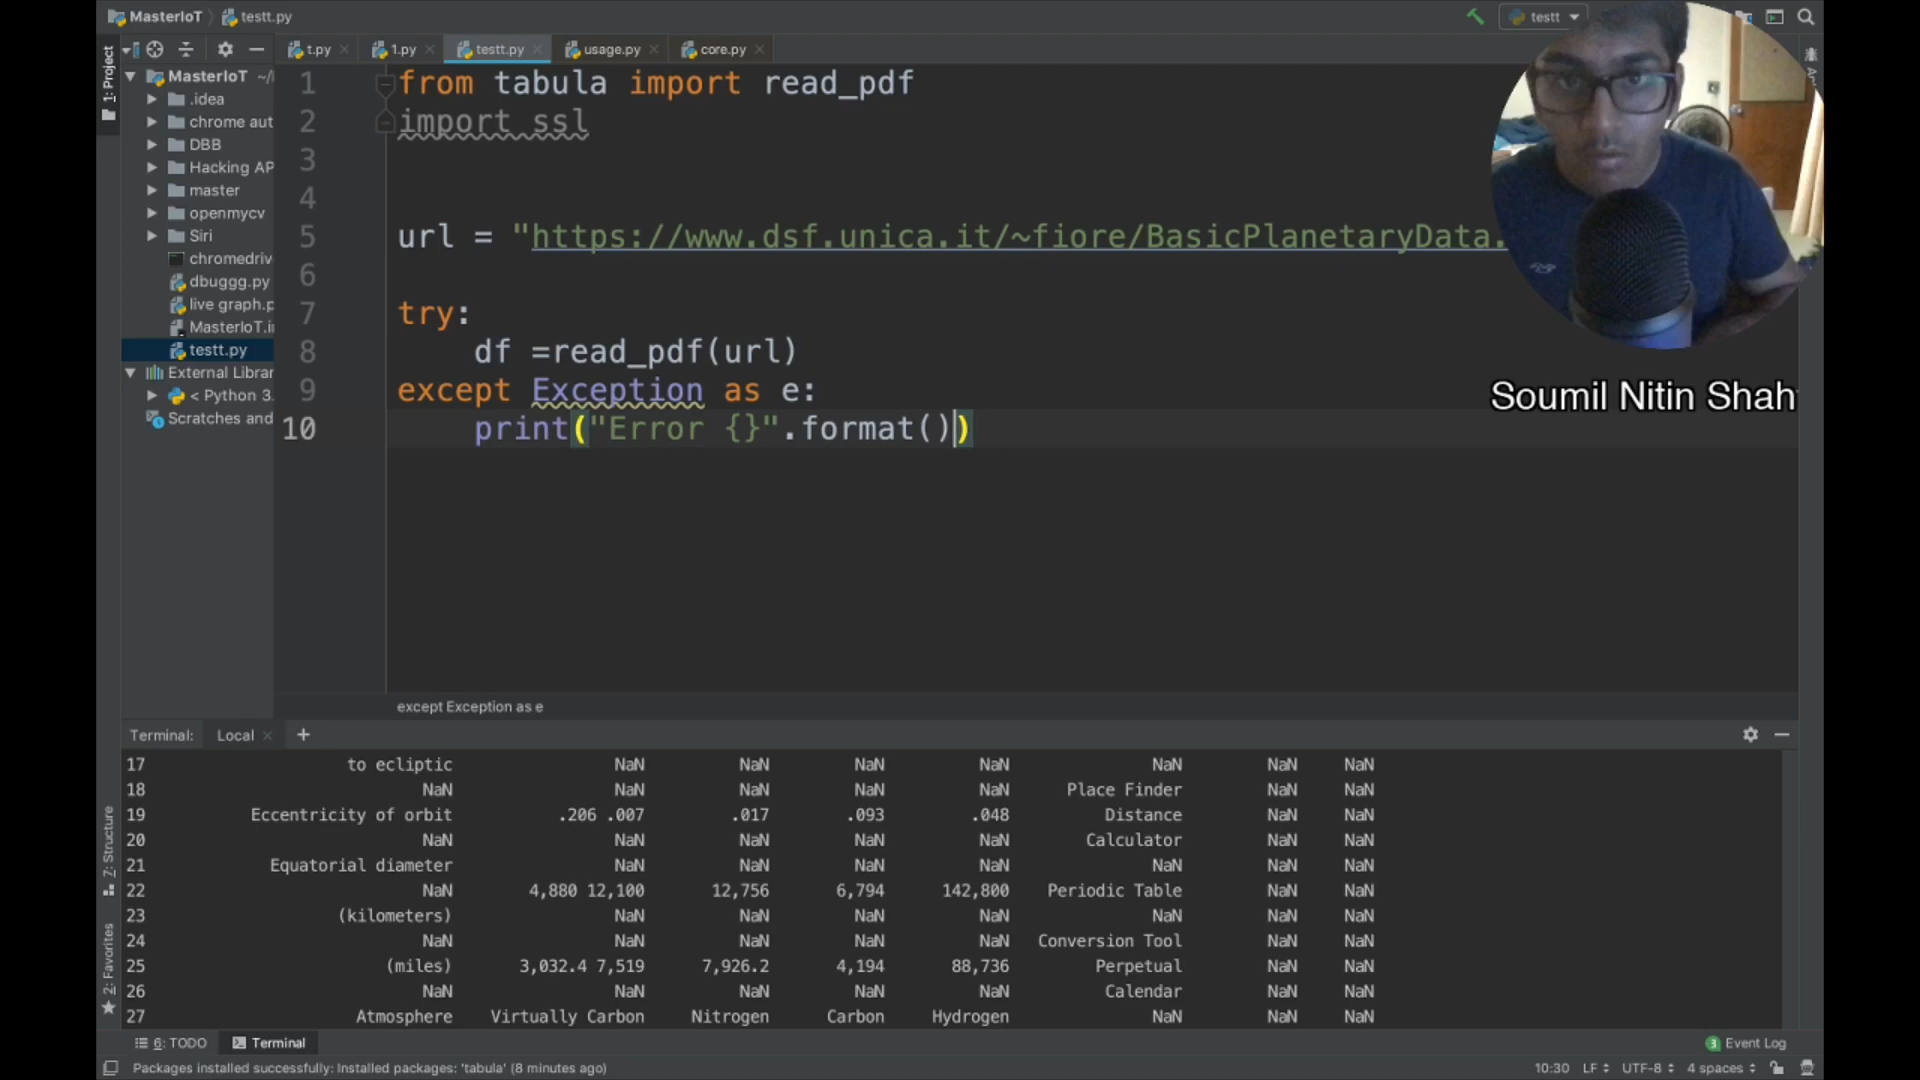 MasterIoT testt.py testt
t.py 1.py testt.py usage.py core.py
1: Project
MasterIoT ~/
.idea
chrome aut
DBB
Hacking AP
master
openmycv
Siri
chromedriv
dbuggg.py
live graph.p
MasterIoT.i
testt.py
External Librar
< Python 3.
Scratches and
1 from tabula import read_pdf
2 import ssl
3
4
5 url = "https://www.dsf.unica.it/~fiore/BasicPlanetaryData.
6
7 try:
8 df =read_pdf(url)
9 except Exception as e:
10 print("Error {}".format())
Soumil Nitin Shah
except Exception as e
Terminal: Local +
17 to ecliptic NaN NaN NaN NaN NaN NaN NaN
18 NaN NaN NaN NaN NaN Place Finder NaN NaN
19 Eccentricity of orbit .206 .007 .017 .093 .048 Distance NaN NaN
20 NaN NaN NaN NaN NaN Calculator NaN NaN
21 Equatorial diameter NaN NaN NaN NaN NaN NaN NaN
22 NaN 4,880 12,100 12,756 6,794 142,800 Periodic Table NaN NaN
23 (kilometers) NaN NaN NaN NaN NaN NaN NaN
24 NaN NaN NaN NaN NaN Conversion Tool NaN NaN
25 (miles) 3,032.4 7,519 7,926.2 4,194 88,736 Perpetual NaN NaN
26 NaN NaN NaN NaN NaN Calendar NaN NaN
27 Atmosphere Virtually Carbon Nitrogen Carbon Hydrogen NaN NaN NaN
Z: Structure
2: Favorites
6: TODO Terminal 3 Event Log
Packages installed successfully: Installed packages: 'tabula' (8 minutes ago) 10:30 LF UTF-8 4 spaces